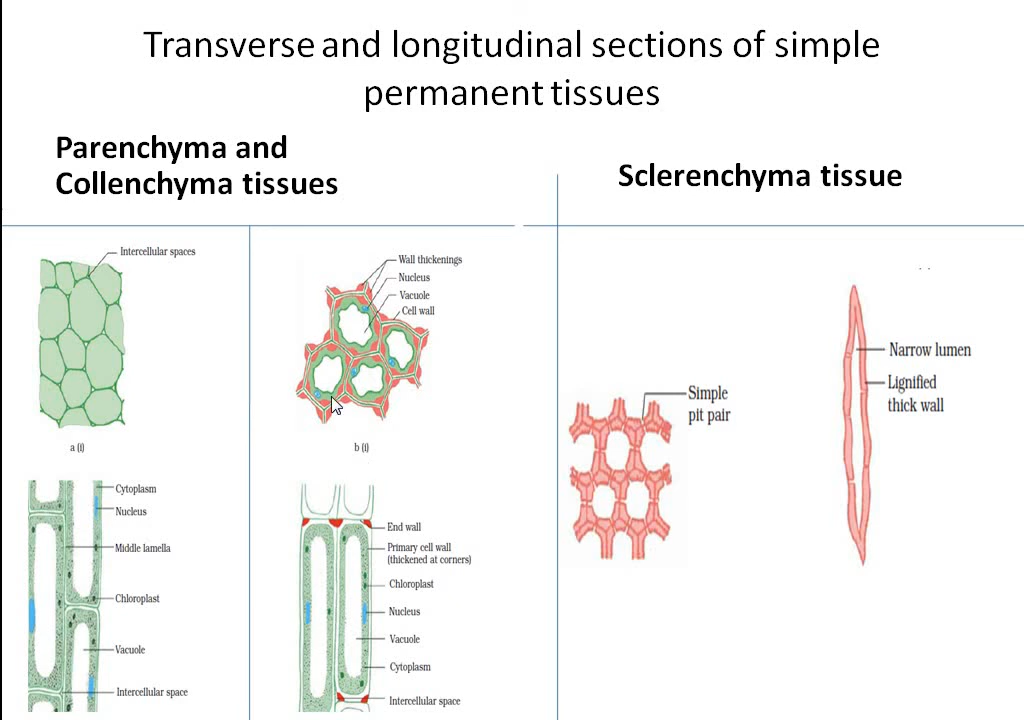 Transverse and longitudinal sections of simple
permanent tissues
Parenchyma and
Collenchyma tissues
Sclerenchyma tissue
Intercellular spaces
a (i)
Cytoplasm
Nucleus
Middle lamella
Chloroplast
Vacuole
Intercellular space
Wall thickenings
Nucleus
Vacuole
Cell wall
b (i)
End wall
Primary cell wall
(thickened at corners)
Chloroplast
Nucleus
Vacuole
Cytoplasm
Intercellular space
Simple
pit pair
Narrow lumen
Lignified
thick wall